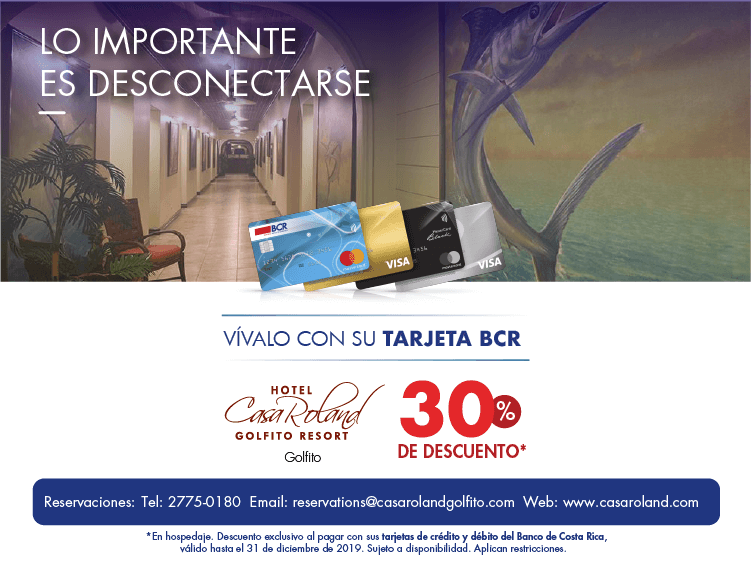 LO IMPORTANTE
ES DESCONECTARSE
BCR
VISA
VISA
VÍVALO CON SU TARJETA BCR
HOTEL
Casa Roland
GOLFITO RESORT
Golfito
30%
DE DESCUENTO*
Reservaciones: Tel: 2775-0180 Email: reservations@casarolandgolfito.com Web: www.casaroland.com
*En hospedaje. Descuento exclusivo al pagar con sus tarjetas de crédito y débito del Banco de Costa Rica,
válido hasta el 31 de diciembre de 2019. Sujeto a disponibilidad. Aplican restricciones.